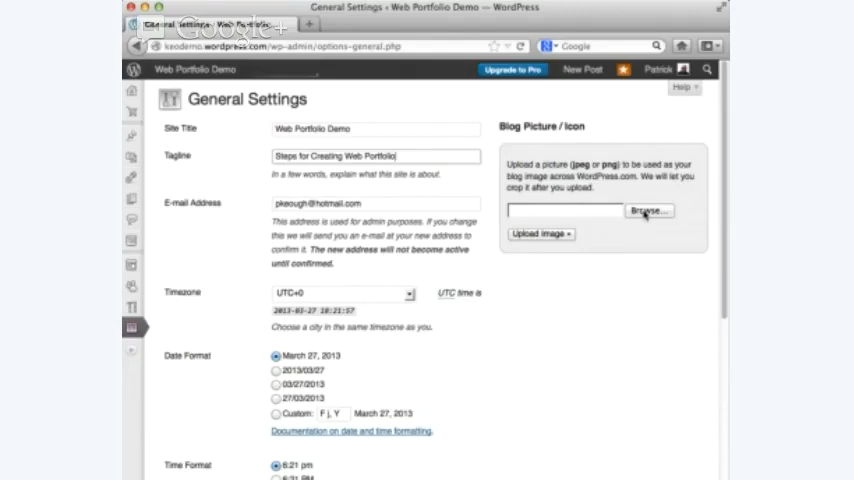 General Settings ‹ Web Portfolio Demo — WordPress
Google+
keodemo.wordpress.com/wp-admin/options-general.php
Google
Web Portfolio Demo
Upgrade to Pro
New Post
Patrick
Help
General Settings
Site Title
Web Portfolio Demo
Tagline
Steps for Creating Web Portfolio
In a few words, explain what this site is about.
E-mail Address
pkeough@hotmail.com
This address is used for admin purposes. If you change
this we will send you an e-mail at your new address to
confirm it. The new address will not become active
until confirmed.
Timezone
UTC+0
UTC time is
2013-03-27 18:21:57
Choose a city in the same timezone as you.
Date Format
March 27, 2013
2013/03/27
03/27/2013
27/03/2013
Custom: F j, Y March 27, 2013
Documentation on date and time formatting.
Time Format
6:21 pm
6:21 PM
Blog Picture / Icon
Upload a picture (jpeg or png) to be used as your
blog image across WordPress.com. We will let you
crop it after you upload.
Browse...
Upload image »